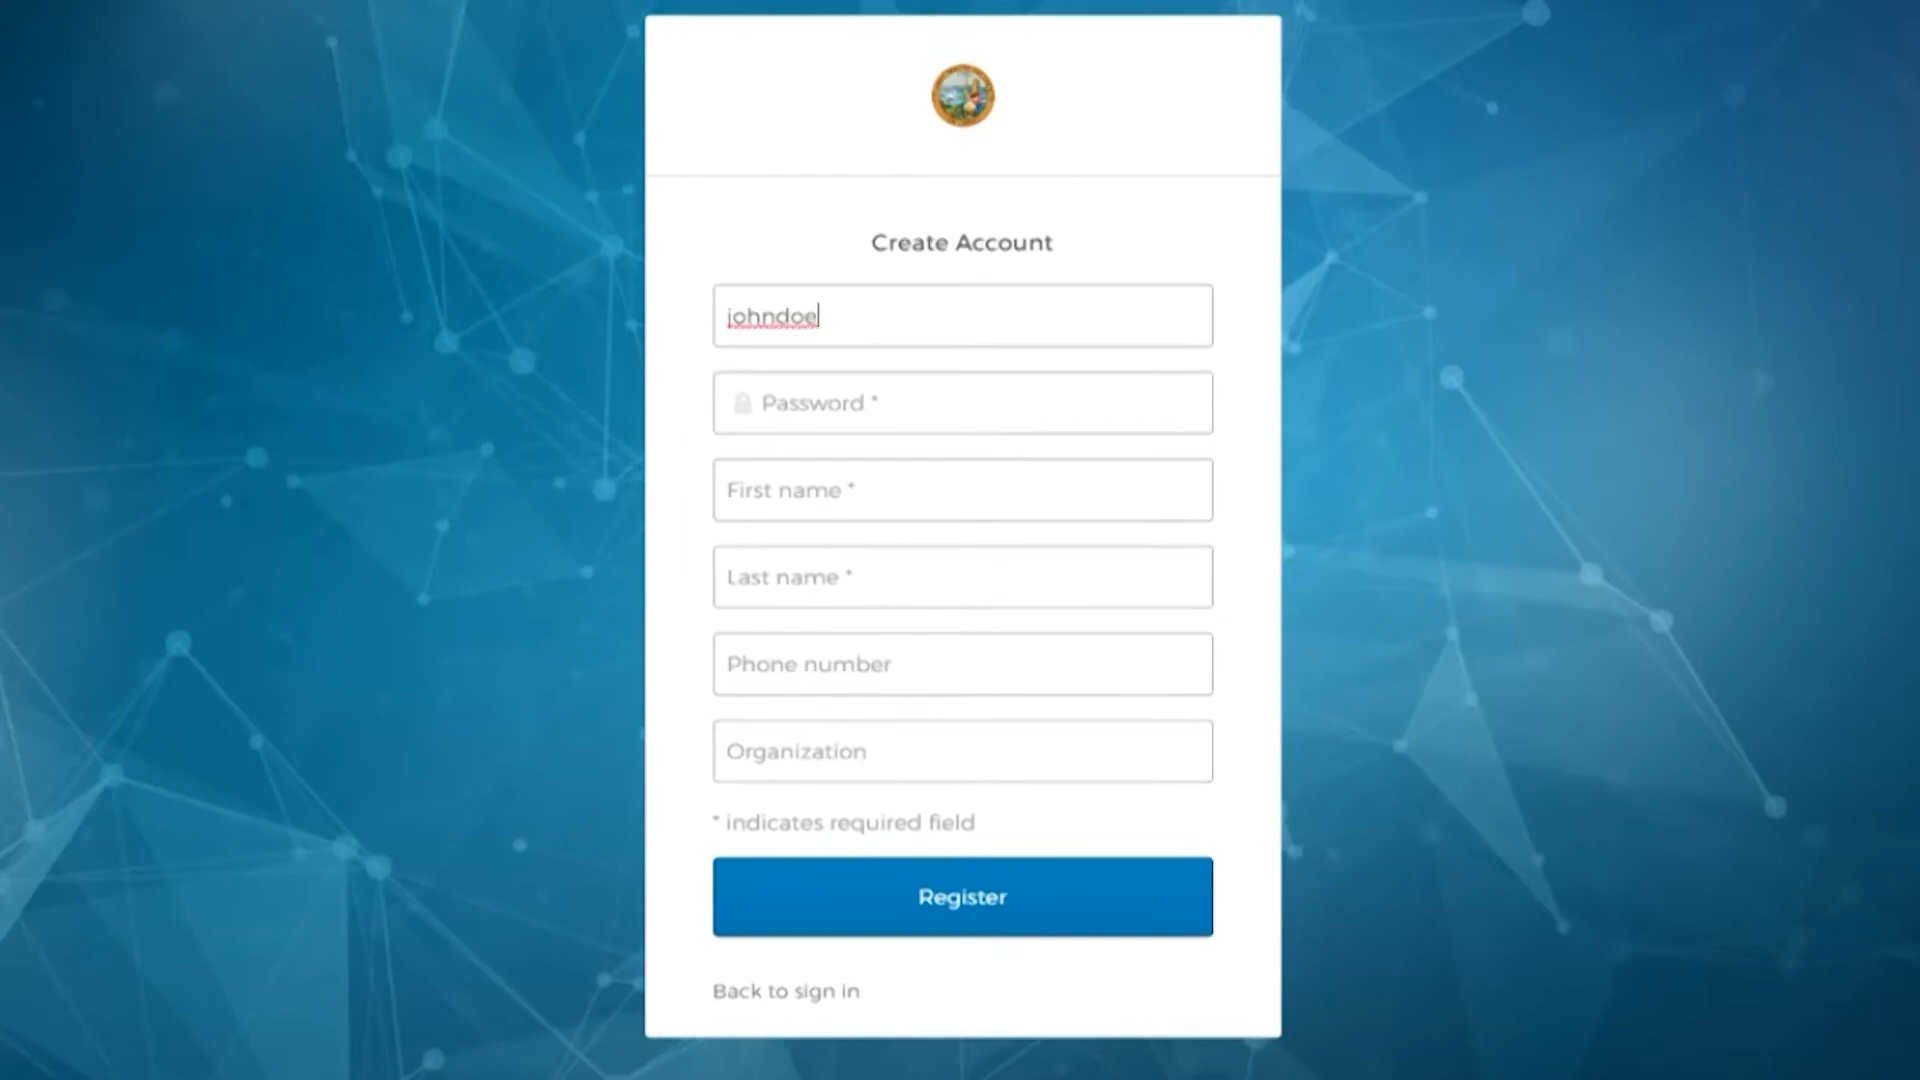 Create Account
johndoe
Password *
First name *
Last name *
Phone number
Organization
* indicates required field
Register
Back to sign in